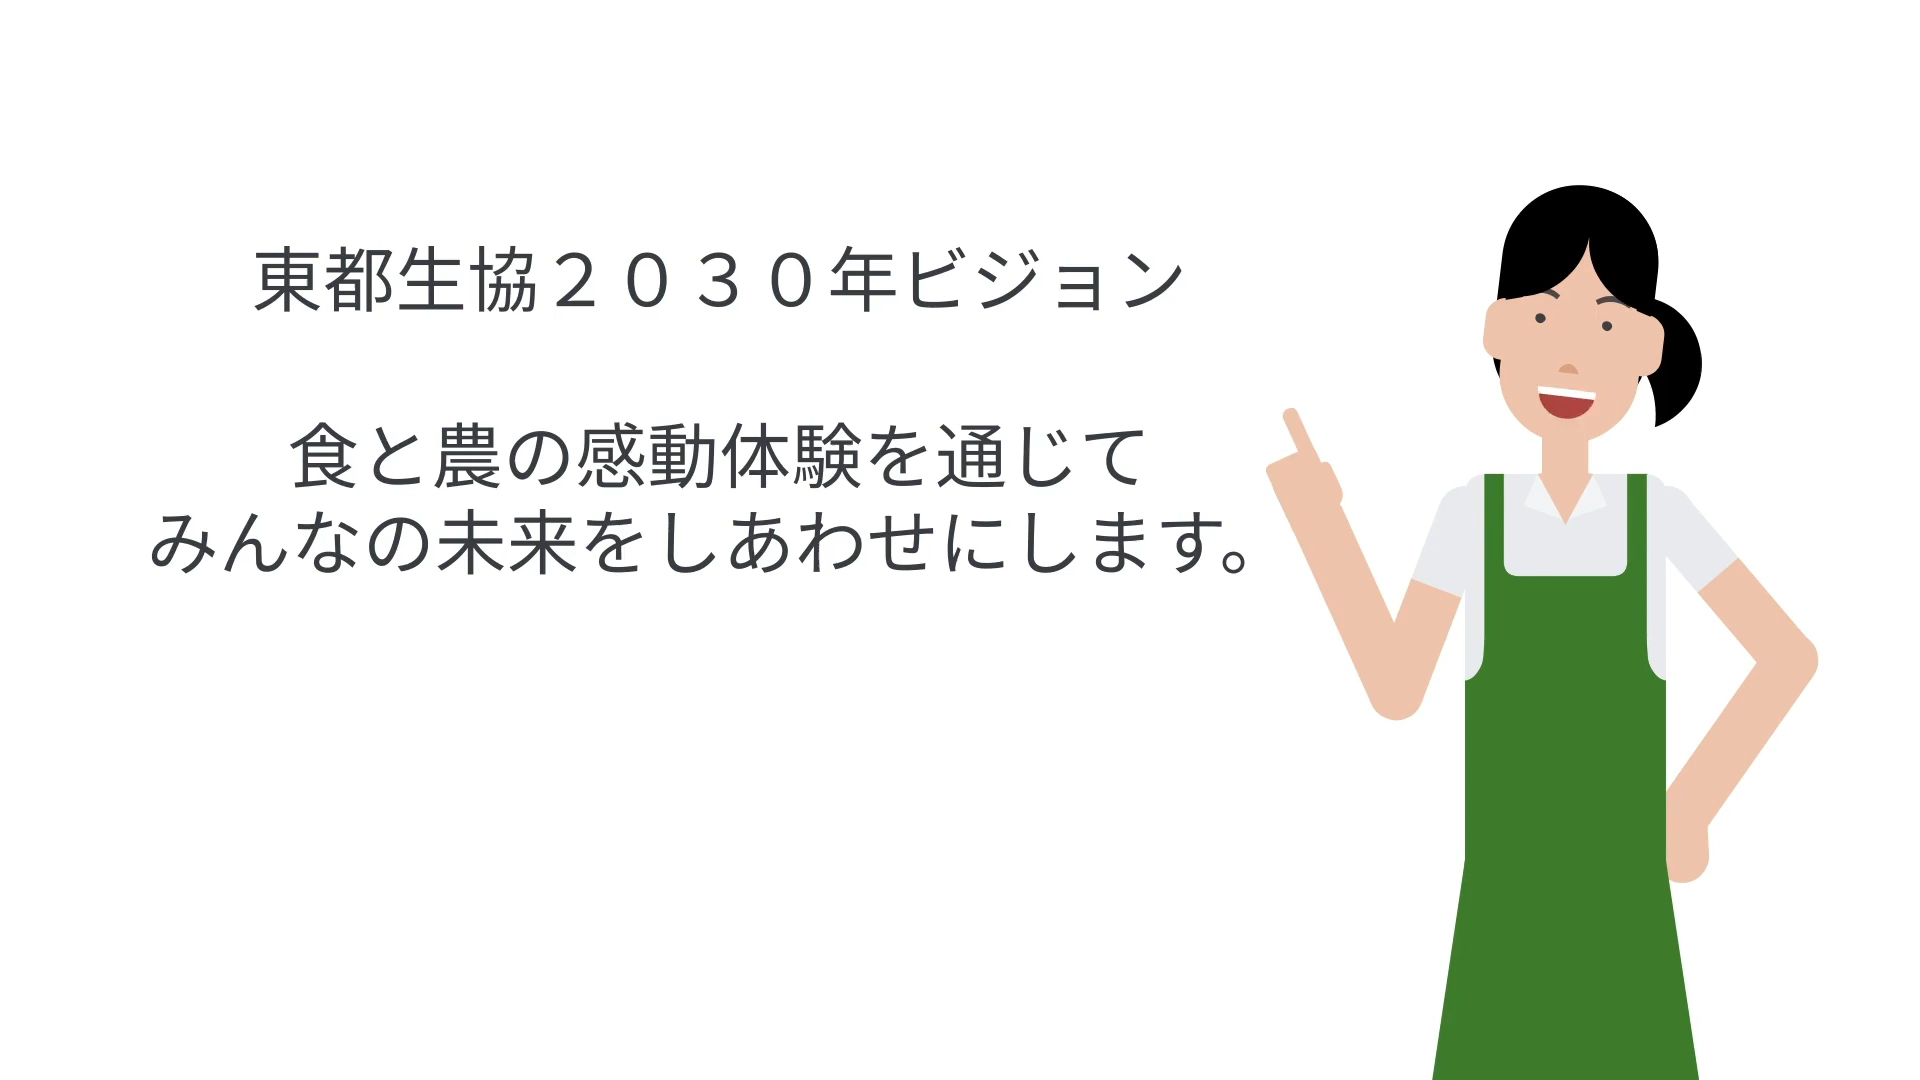 東都生協２０３０年ビジョン
食と農の感動体験を通じて
みんなの未来をしあわせにします。